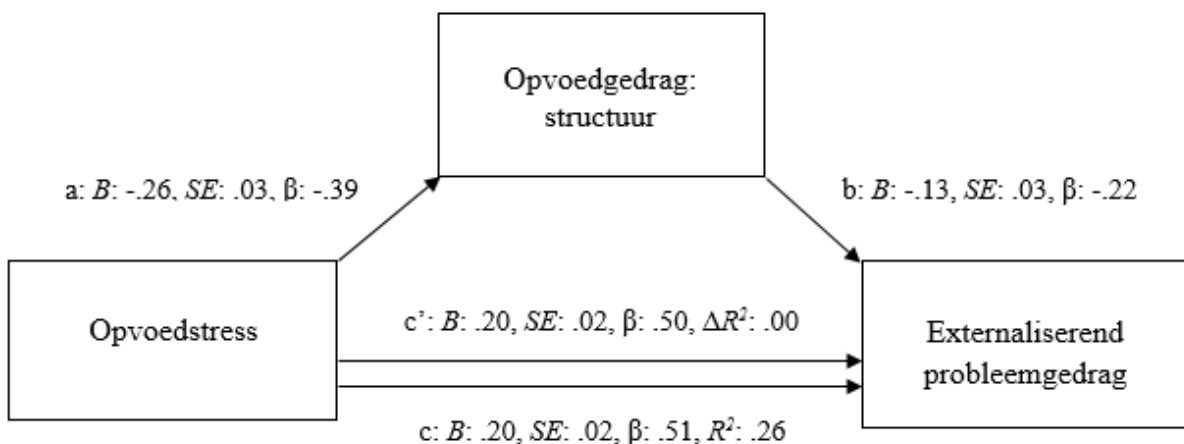 Opvoedgedrag:
structuur
a: B: -.26, SE: .03, β: -.39
b: B: -.13, SE: .03, β: -.22
Opvoedstress
c’: B: .20, SE: .02, β: .50, ΔR²: .00
Externaliserend
probleemgedrag
c: B: .20, SE: .02, β: .51, R²: .26